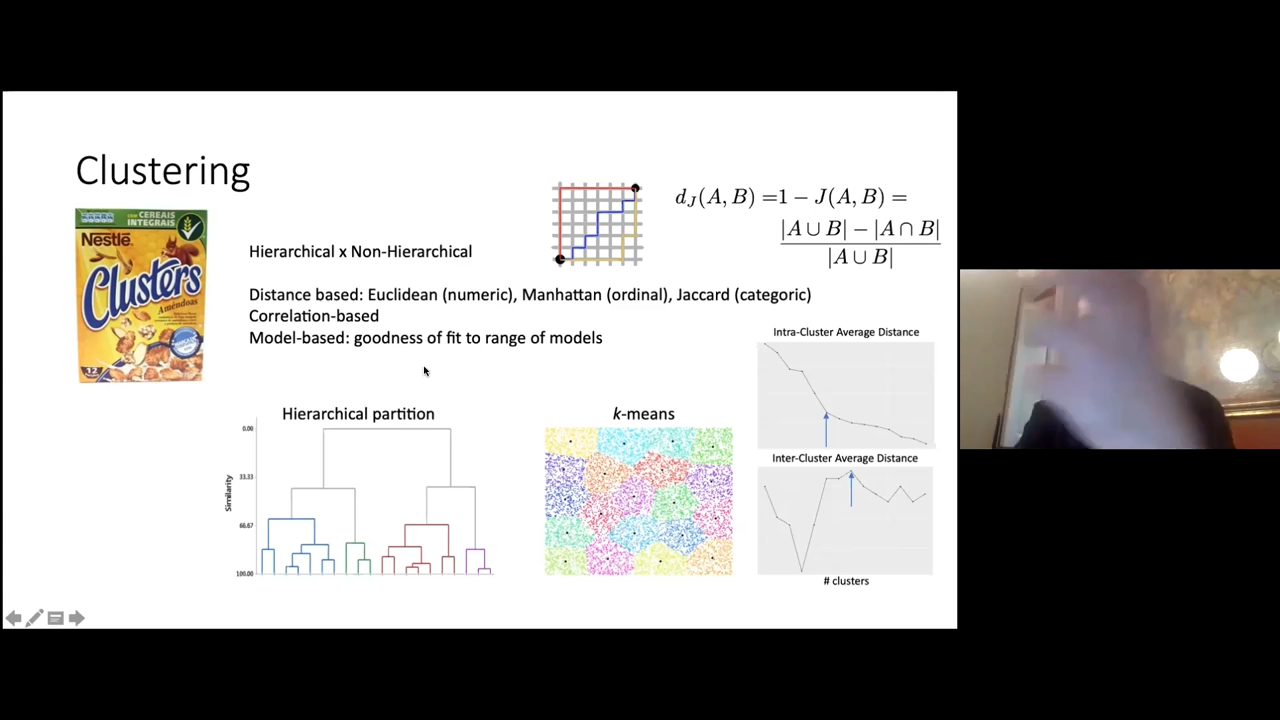 Clustering
COM CEREAIS
INTEGRAIS
Nestlé
Clusters
Amêndoas
12
Hierarchical x Non-Hierarchical
d_J(A, B) =1 − J(A, B) =
|A ∪ B| − |A ∩ B|
|A ∪ B|
Distance based: Euclidean (numeric), Manhattan (ordinal), Jaccard (categoric)
Correlation-based
Model-based: goodness of fit to range of models
Hierarchical partition
0.00
33.33
66.67
100.00
Similarity
k-means
Intra-Cluster Average Distance
Inter-Cluster Average Distance
# clusters